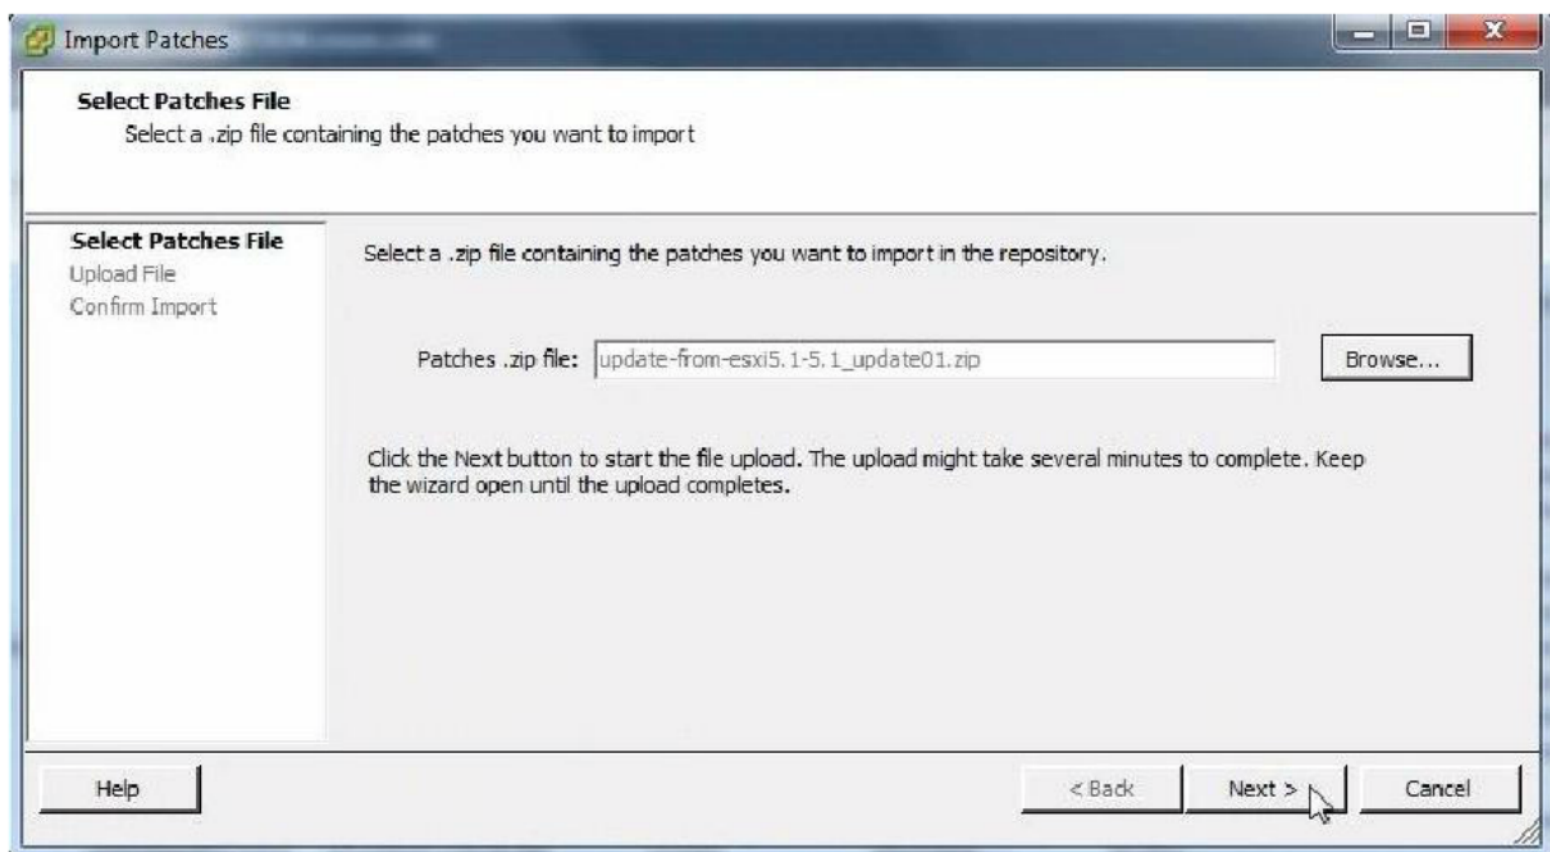 Import Patches
Select Patches File
Select a .zip file containing the patches you want to import
Select Patches File
Upload File
Confirm Import
Select a .zip file containing the patches you want to import in the repository.
Patches .zip file: update-from-esxi5.1-5.1_update01.zip Browse...
Click the Next button to start the file upload. The upload might take several minutes to complete. Keep
the wizard open until the upload completes.
Help < Back Next > Cancel